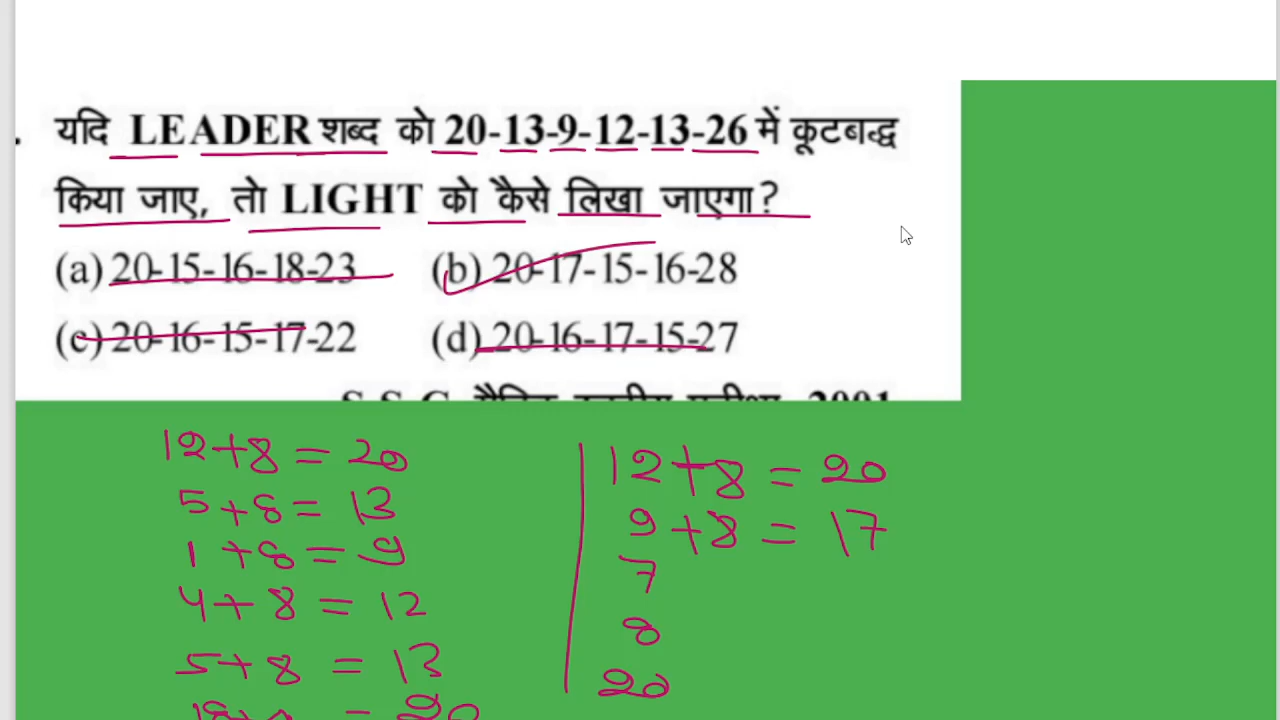 . यदि LEADER शब्द को 20-13-9-12-13-26 में कूटबद्ध
किया जाए, तो LIGHT को कैसे लिखा जाएगा?
(a) 20-15-16-18-23 (b) 20-17-15-16-28
(c) 20-16-15-17-22 (d) 20-16-17-15-27
12+8 = 20
5+8 = 13
1+8 = 9
4+8 = 12
5+8 = 13
12+8 = 20
9+8 = 17
7
8
20